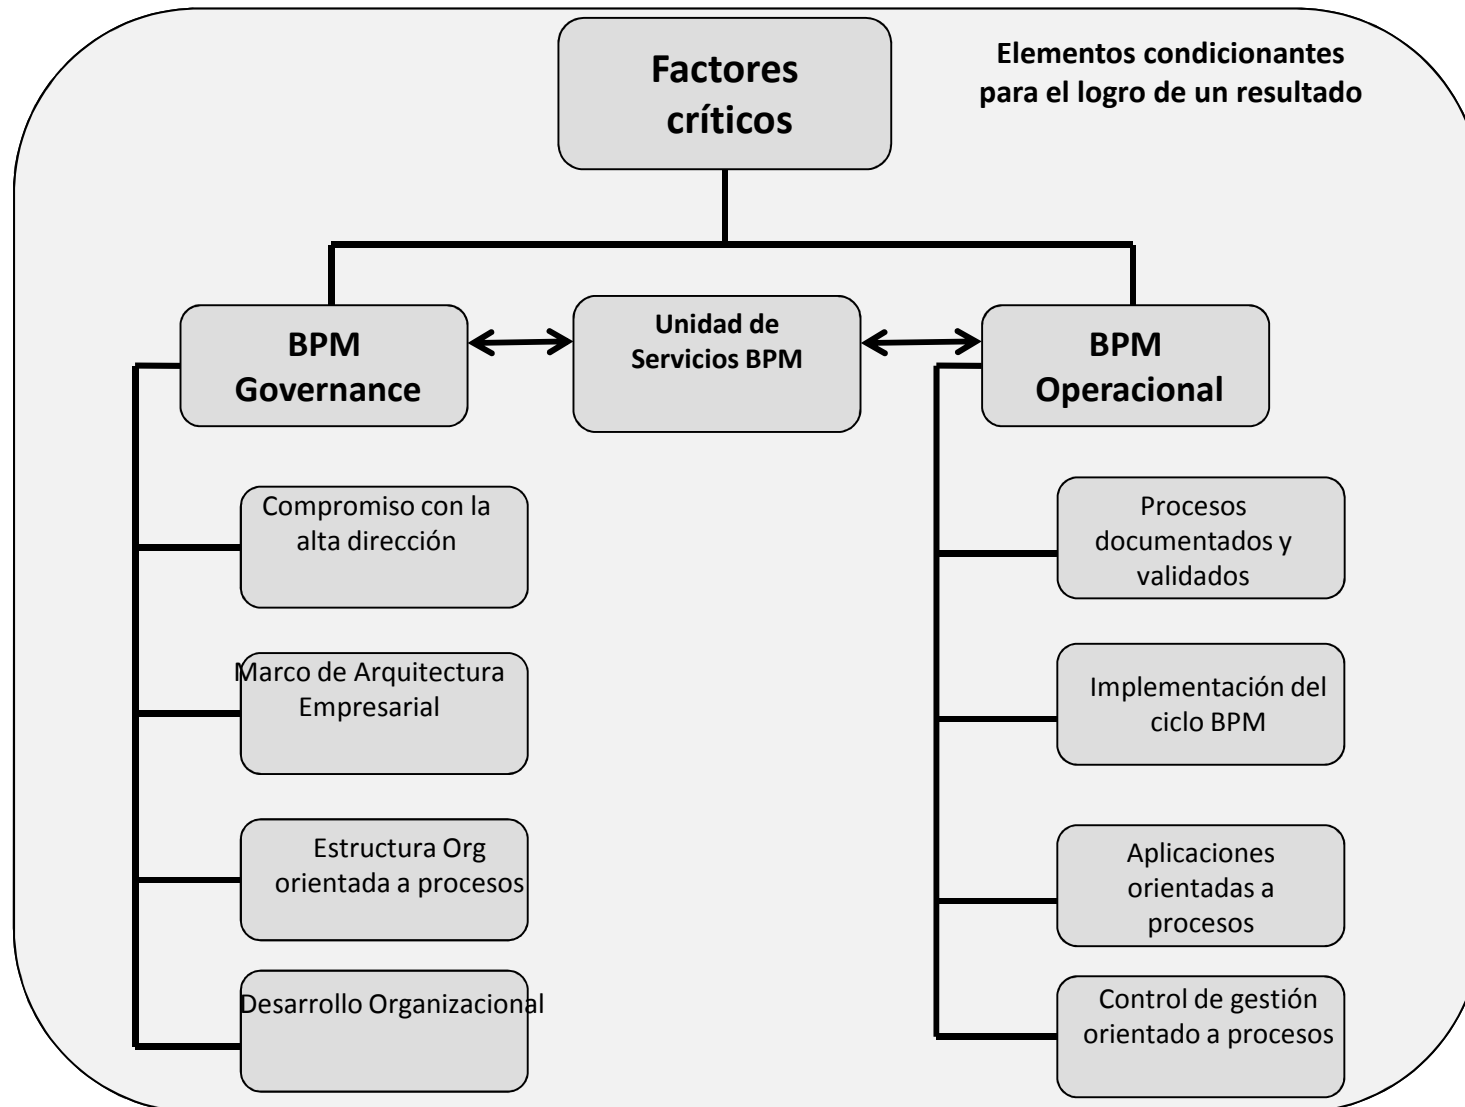 Factores
críticos
Elementos condicionantes
para el logro de un resultado
BPM
Governance
Unidad de
Servicios BPM
BPM
Operacional
Compromiso con la
alta dirección
Marco de Arquitectura
Empresarial
Estructura Org
orientada a procesos
Desarrollo Organizacional
Procesos
documentados y
validados
Implementación del
ciclo BPM
Aplicaciones
orientadas a
procesos
Control de gestión
orientado a procesos